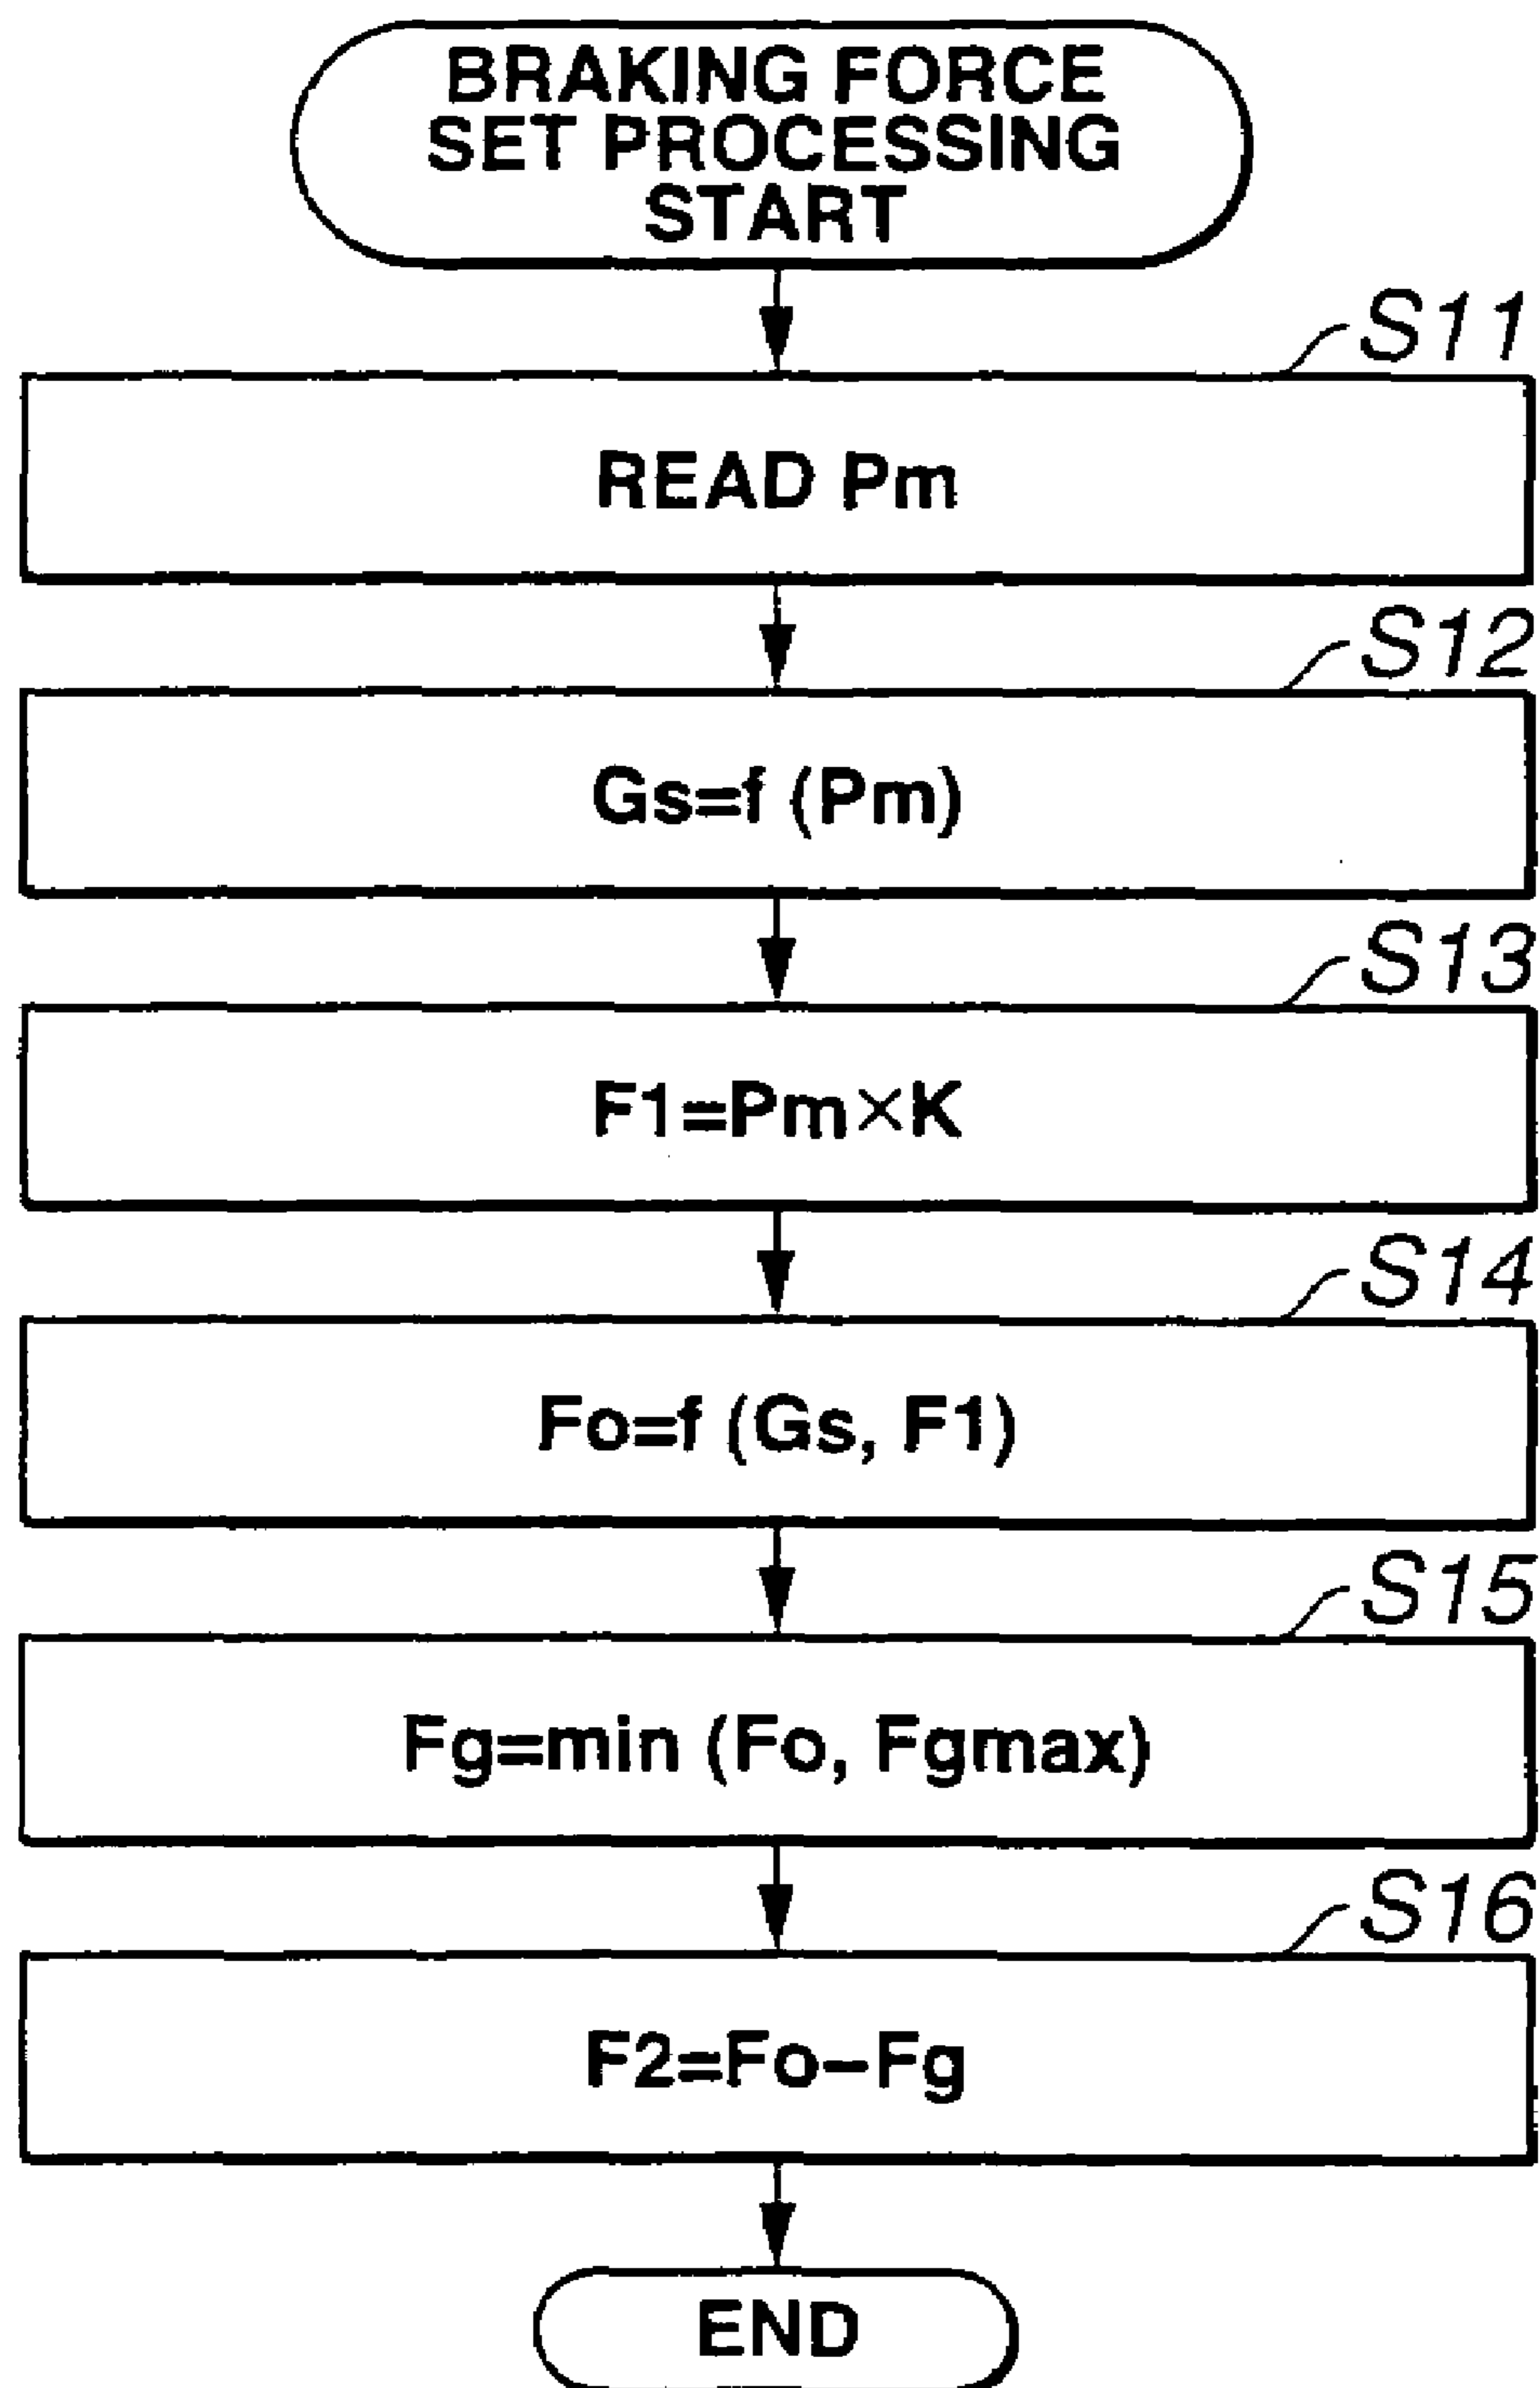 BRAKING FORCE
SET PROCESSING
START
S11
READ Pm
S12
Gs=f (Pm)
S13
F1=Pm×K
S14
Fo=f (Gs, F1)
S15
Fg=min (Fo, Fgmax)
S16
F2=Fo−Fg
END